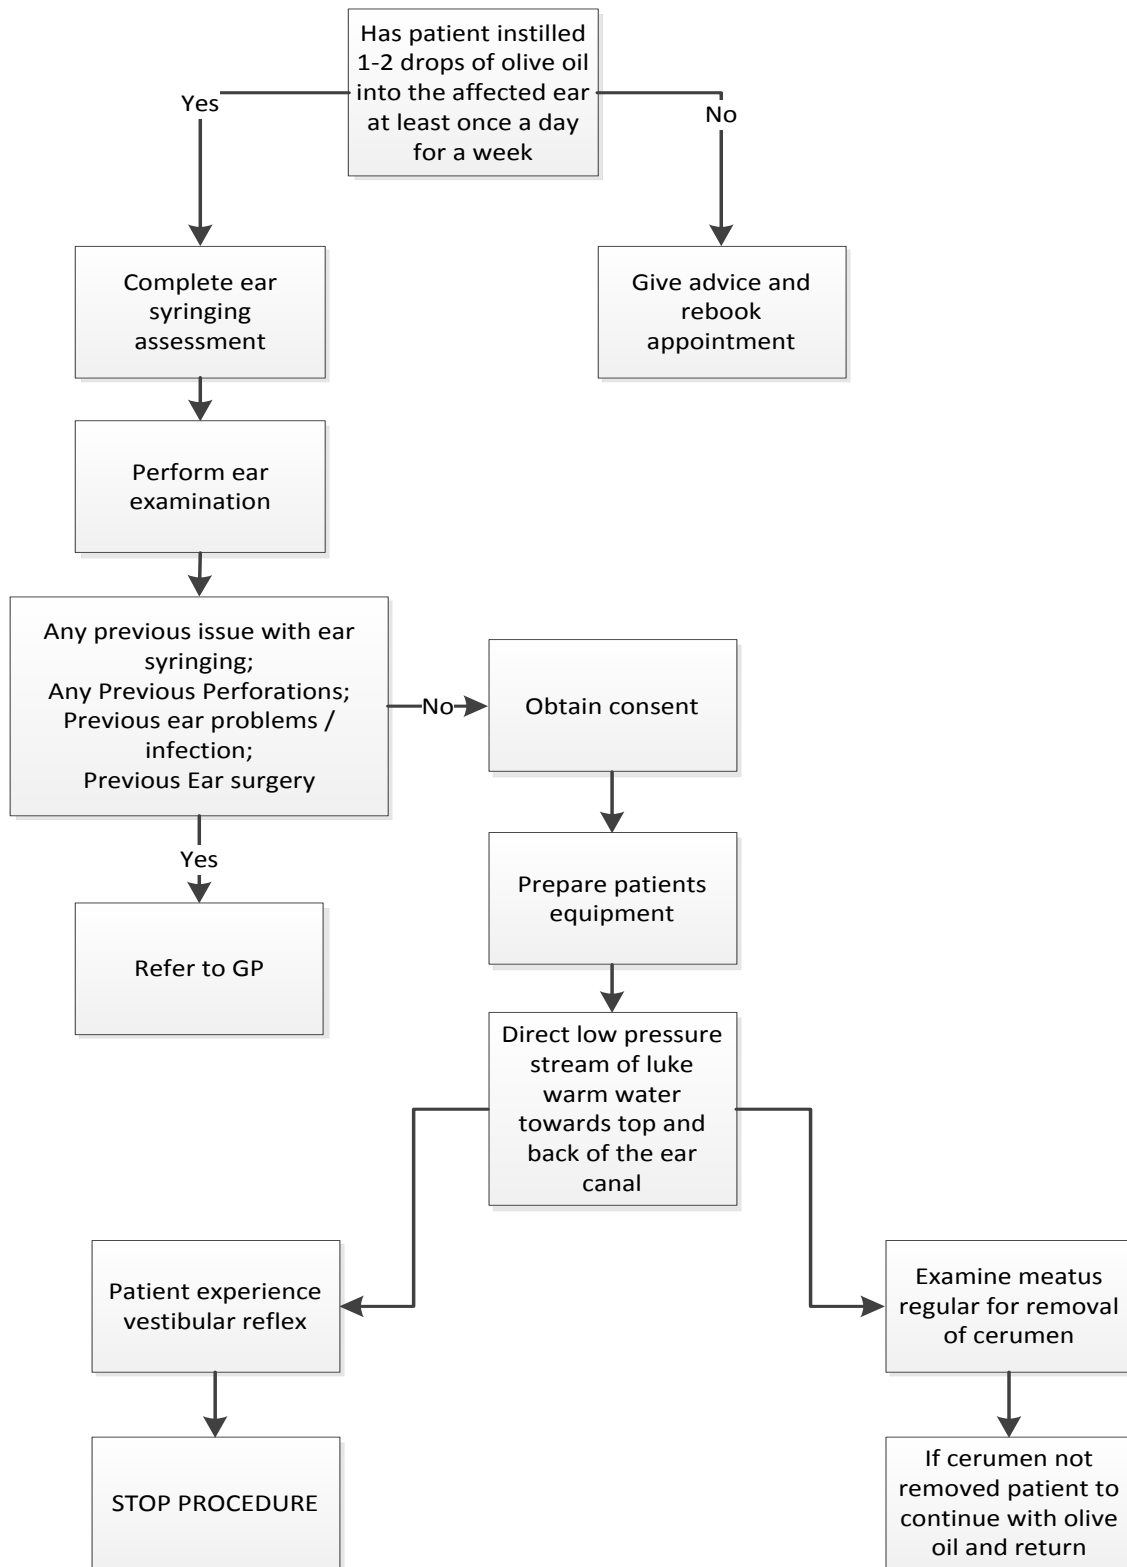 Has patient instilled
1-2 drops of olive oil
into the affected ear
at least once a day
for a week
Yes
No
Complete ear
syringing
assessment
Give advice and
rebook
appointment
Perform ear
examination
Any previous issue with ear
syringing;
Any Previous Perforations;
Previous ear problems /
infection;
Previous Ear surgery
No
Obtain consent
Yes
Refer to GP
Prepare patients
equipment
Direct low pressure
stream of luke
warm water
towards top and
back of the ear
canal
Patient experience
vestibular reflex
Examine meatus
regular for removal
of cerumen
STOP PROCEDURE
If cerumen not
removed patient to
continue with olive
oil and return